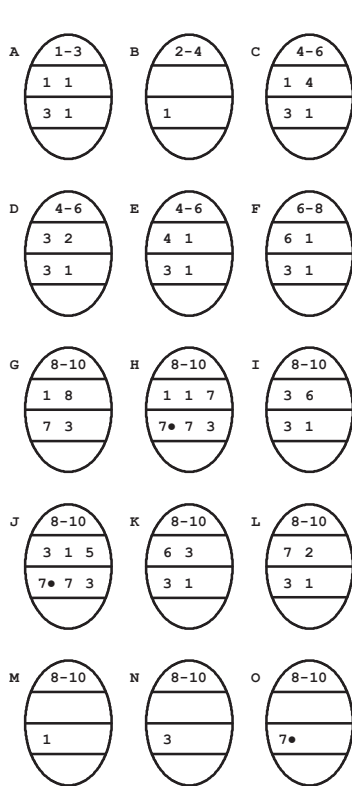 A 1-3 B 2-4 C 4-6
1 1 1 4
3 1 1 3 1
D 4-6 E 4-6 F 6-8
3 2 4 1 6 1
3 1 3 1 3 1
G 8-10 H 8-10 I 8-10
1 8 1 1 7 3 6
7 3 7• 7 3 3 1
J 8-10 K 8-10 L 8-10
3 1 5 6 3 7 2
7• 7 3 3 1 3 1
M 8-10 N 8-10 O 8-10
1 3 7•